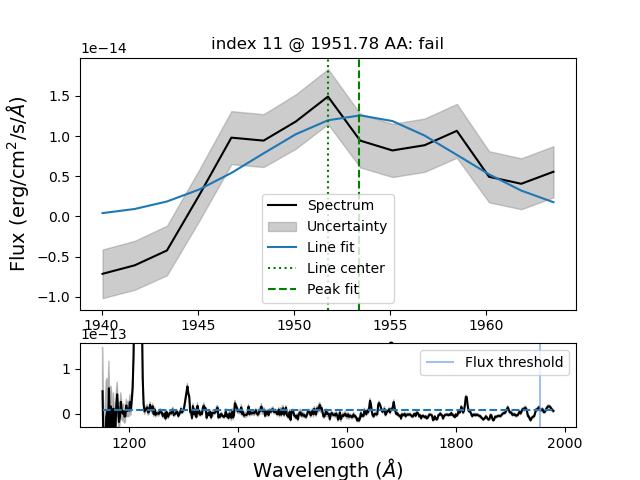 index 11 @ 1951.78 AA: fail
1e−14
Flux (erg/cm²/s/Å)
1.5
1.0
0.5
0.0
−0.5
−1.0
Spectrum
Uncertainty
Line fit
Line center
Peak fit
1940 1945 1950 1955 1960
1e−13
1
0
Flux threshold
1200 1400 1600 1800 2000
Wavelength (Å)